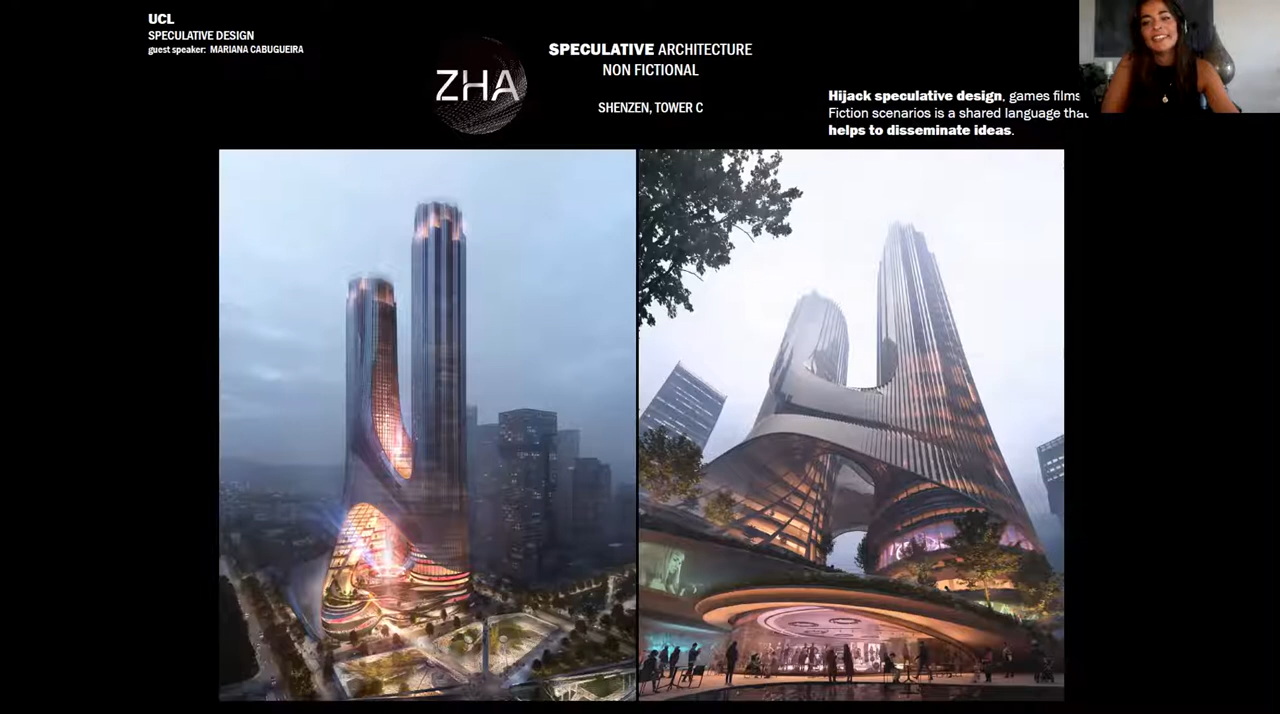 UCL
SPECULATIVE DESIGN
guest speaker: MARIANA CABUGUEIRA
ZHA
SPECULATIVE ARCHITECTURE
NON FICTIONAL
SHENZEN, TOWER C
Hijack speculative design, games films
Fiction scenarios is a shared language that
helps to disseminate ideas.